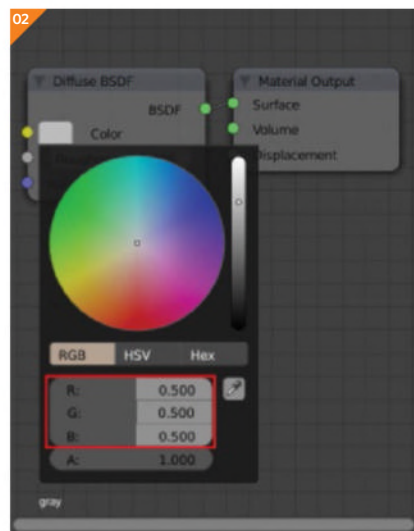 02
Diffuse BSDF
Material Output
BSDF
Surface
Color
Volume
Displacement
RGB HSV Hex
R: 0.500
G: 0.500
B: 0.500
A: 1.000
gray